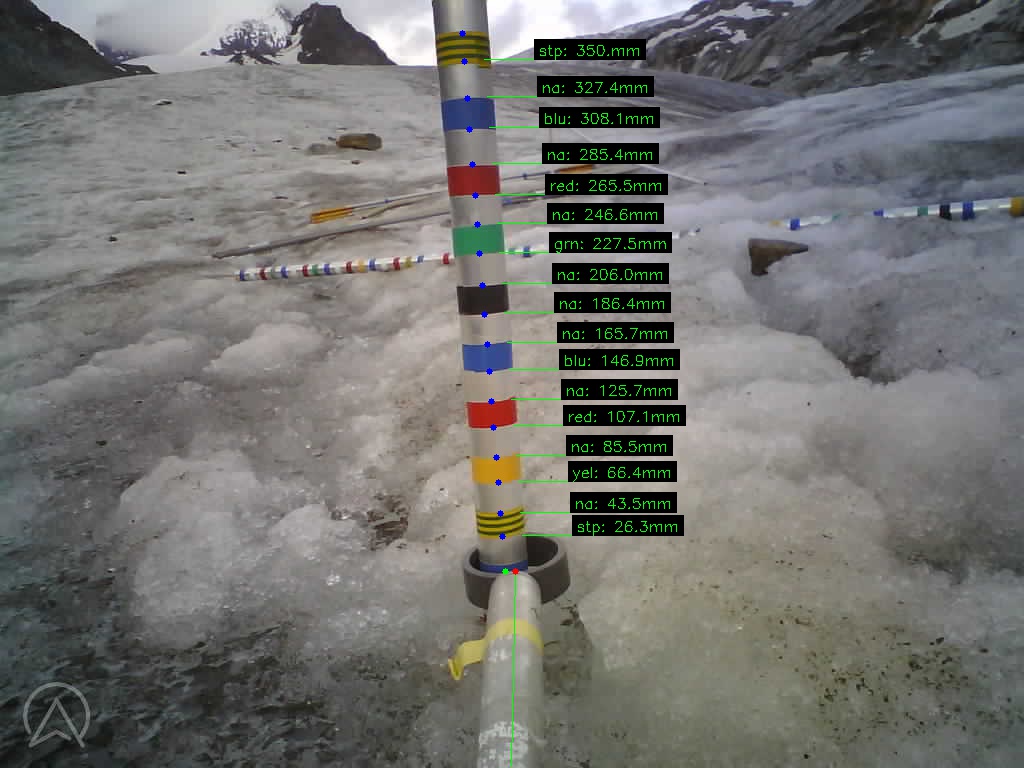 stp: 350.mm
na: 327.4mm
blu: 308.1mm
na: 285.4mm
red: 265.5mm
na: 246.6mm
grn: 227.5mm
na: 206.0mm
na: 186.4mm
na: 165.7mm
blu: 146.9mm
na: 125.7mm
red: 107.1mm
na: 85.5mm
yel: 66.4mm
na: 43.5mm
stp: 26.3mm